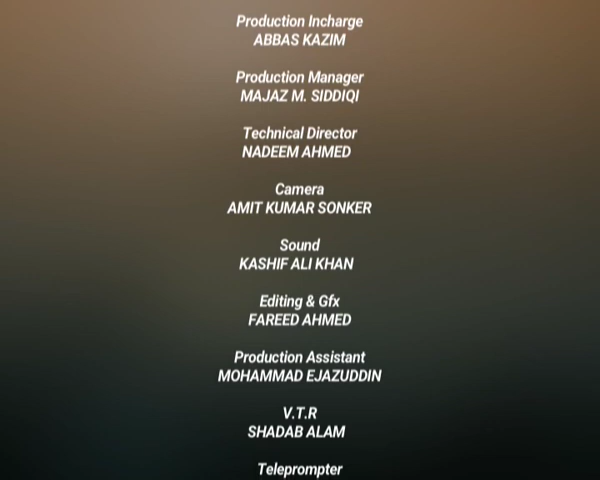 Production Incharge
ABBAS KAZIM
Production Manager
MAJAZ M. SIDDIQI
Technical Director
NADEEM AHMED
Camera
AMIT KUMAR SONKER
Sound
KASHIF ALI KHAN
Editing & Gfx
FAREED AHMED
Production Assistant
MOHAMMAD EJAZUDDIN
V.T.R
SHADAB ALAM
Teleprompter